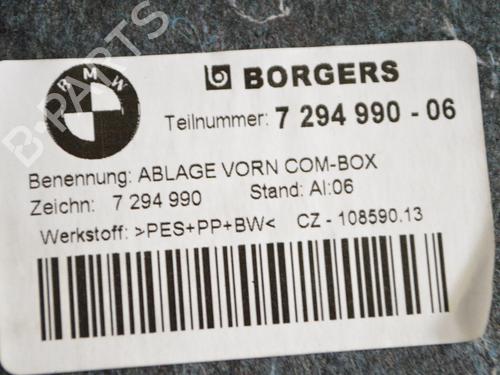 B-PARTS
BMW
BORGERS
Teilnummer: 7 294 990 - 06
Benennung: ABLAGE VORN COM-BOX
Zeichn: 7 294 990 Stand: AI:06
Werkstoff: >PES+PP+BW< CZ - 108590.13